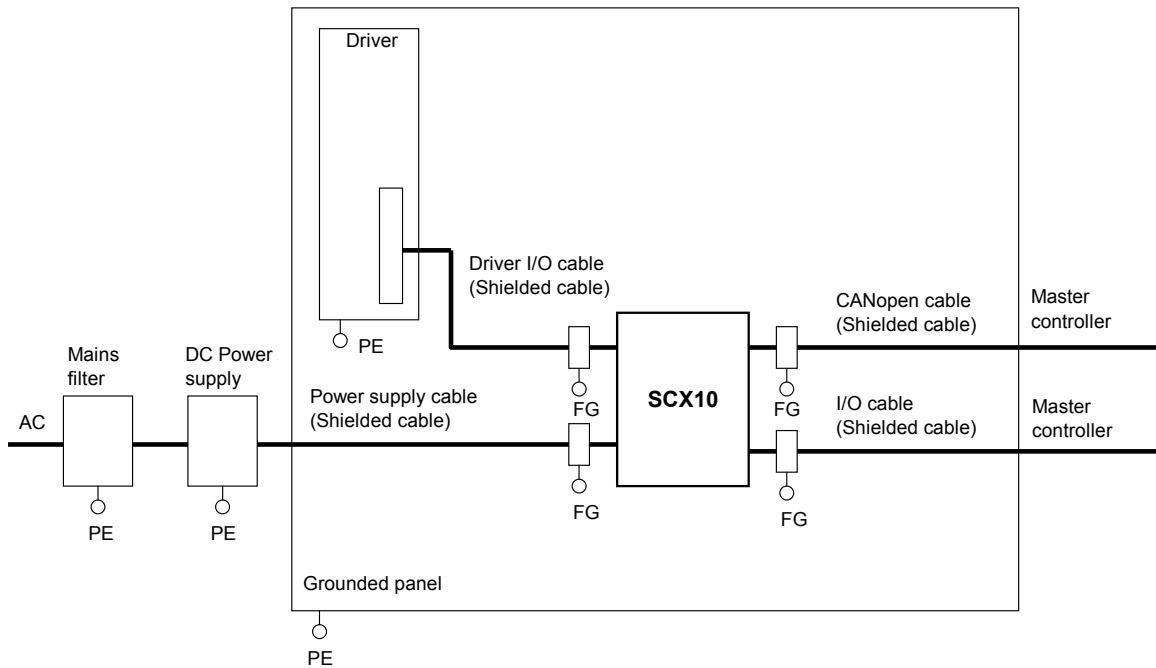 Driver
Driver I/O cable
(Shielded cable)
CANopen cable
(Shielded cable)
Master
controller
PE
Mains
filter
DC Power
supply
Power supply cable
(Shielded cable)
FG
SCX10
FG
I/O cable
(Shielded cable)
Master
controller
AC
PE
PE
FG
FG
Grounded panel
PE